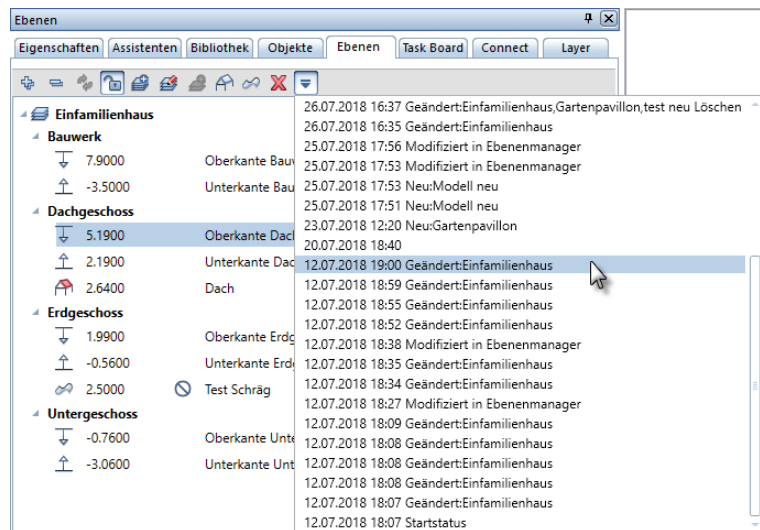 Ebenen
Eigenschaften Assistenten Bibliothek Objekte Ebenen Task Board Connect Layer
Einfamilienhaus
Bauwerk
7.9000 Oberkante Bau
-3.5000 Unterkante Bau
Dachgeschoss
5.1900 Oberkante Dac
2.1900 Unterkante Dac
2.6400 Dach
Erdgeschoss
1.9900 Oberkante Erdg
-0.5600 Unterkante Erd
2.5000 Test Schräg
Untergeschoss
-0.7600 Oberkante Unt
-3.0600 Unterkante Unt
26.07.2018 16:37 Geändert:Einfamilienhaus,Gartenpavillon,test neu Löschen
26.07.2018 16:35 Geändert:Einfamilienhaus
25.07.2018 17:56 Modifiziert in Ebenenmanager
25.07.2018 17:53 Modifiziert in Ebenenmanager
25.07.2018 17:53 Neu:Modell neu
25.07.2018 17:51 Neu:Modell neu
23.07.2018 12:20 Neu:Gartenpavillon
20.07.2018 18:40
12.07.2018 19:00 Geändert:Einfamilienhaus
12.07.2018 18:59 Geändert:Einfamilienhaus
12.07.2018 18:55 Geändert:Einfamilienhaus
12.07.2018 18:52 Geändert:Einfamilienhaus
12.07.2018 18:38 Modifiziert in Ebenenmanager
12.07.2018 18:35 Geändert:Einfamilienhaus
12.07.2018 18:34 Geändert:Einfamilienhaus
12.07.2018 18:27 Modifiziert in Ebenenmanager
12.07.2018 18:09 Geändert:Einfamilienhaus
12.07.2018 18:08 Geändert:Einfamilienhaus
12.07.2018 18:08 Geändert:Einfamilienhaus
12.07.2018 18:08 Geändert:Einfamilienhaus
12.07.2018 18:07 Geändert:Einfamilienhaus
12.07.2018 18:07 Startstatus